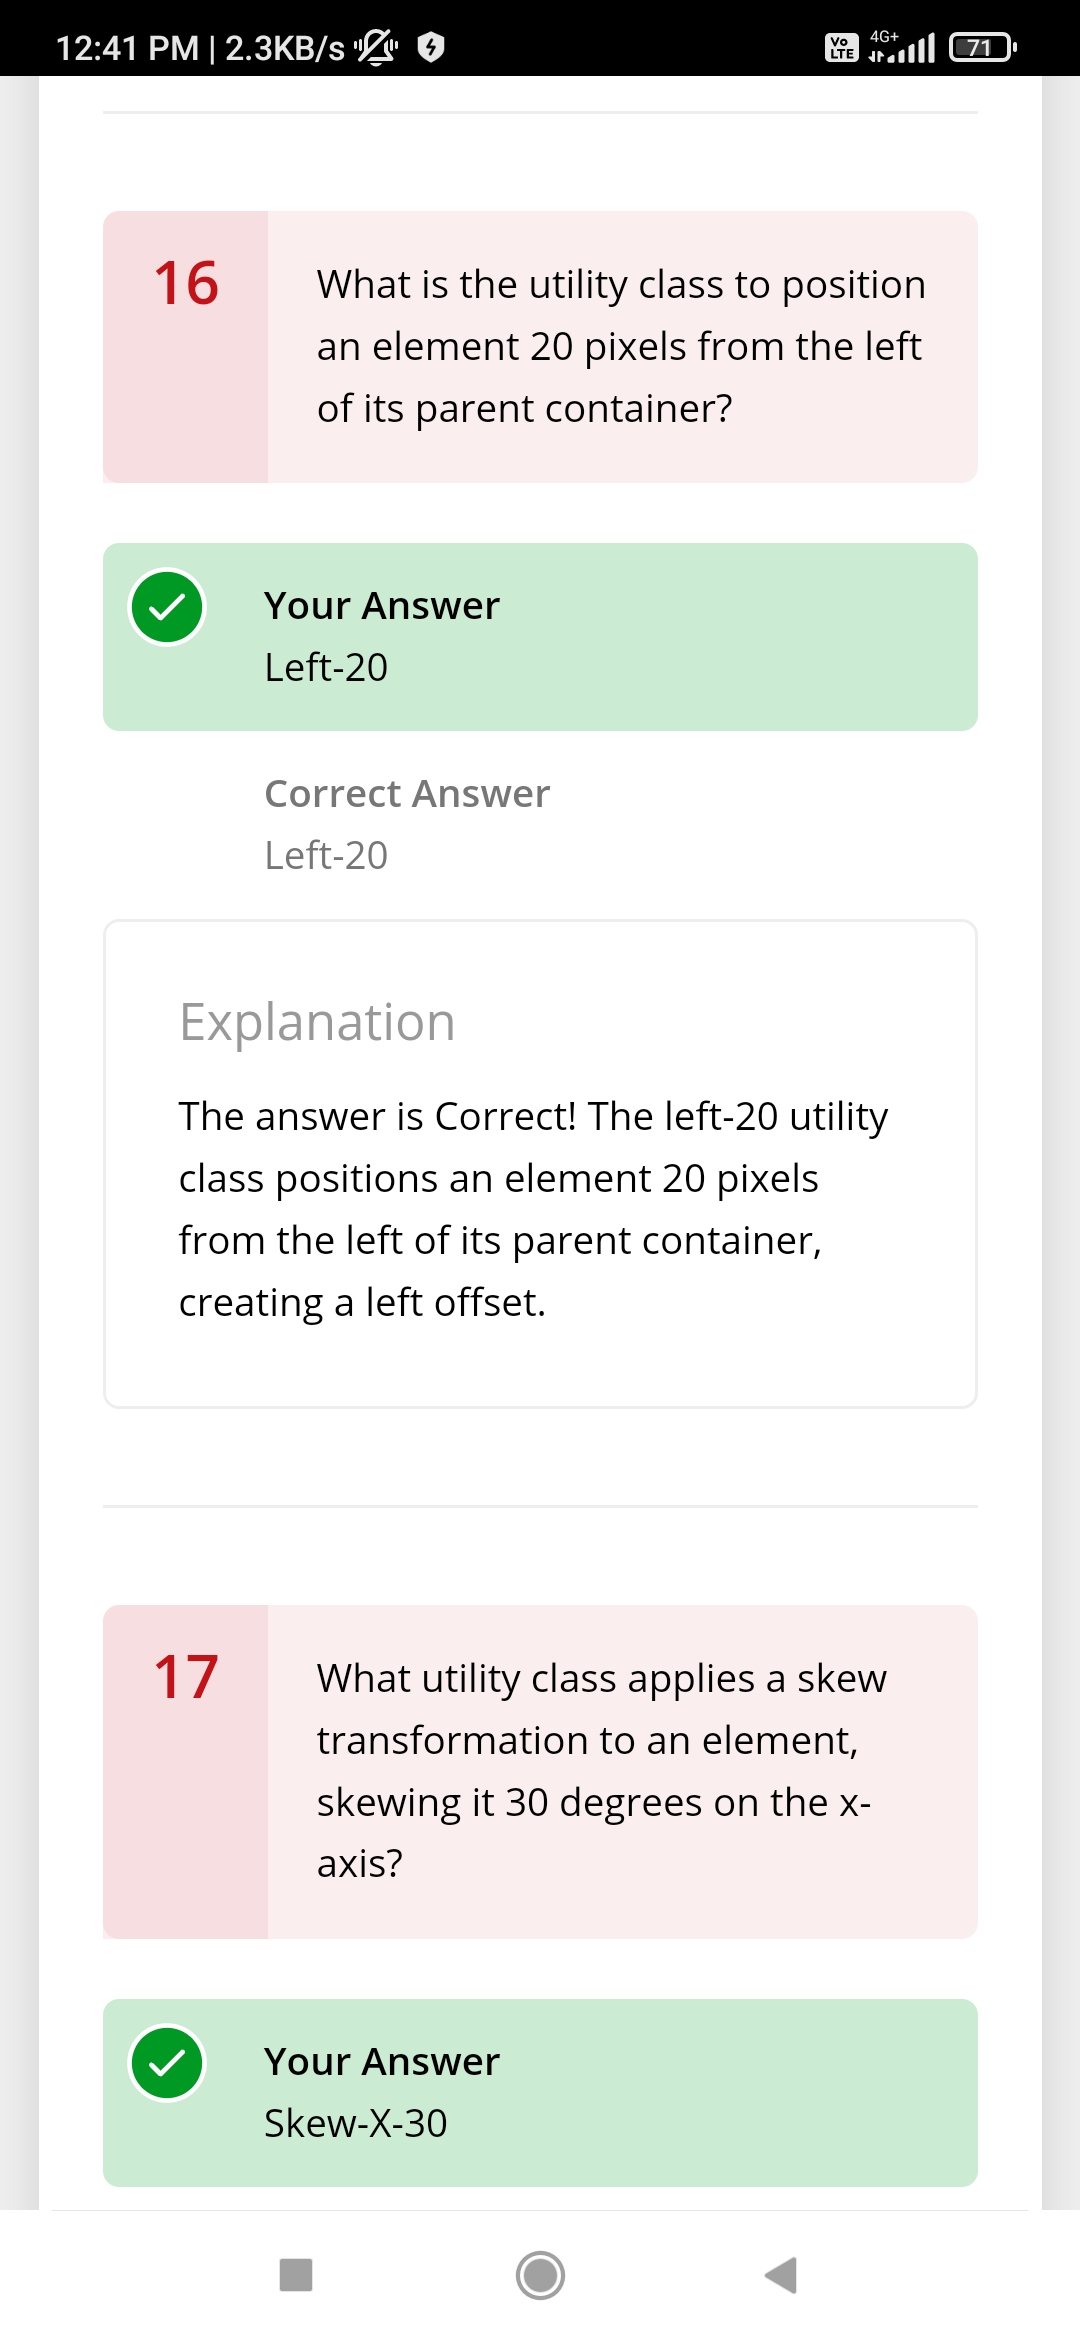 12:41 PM | 2.3KB/s
Vo LTE 4G+ 71
16
What is the utility class to position
an element 20 pixels from the left
of its parent container?
Your Answer
Left-20
Correct Answer
Left-20
Explanation
The answer is Correct! The left-20 utility
class positions an element 20 pixels
from the left of its parent container,
creating a left offset.
17
What utility class applies a skew
transformation to an element,
skewing it 30 degrees on the x-
axis?
Your Answer
Skew-X-30